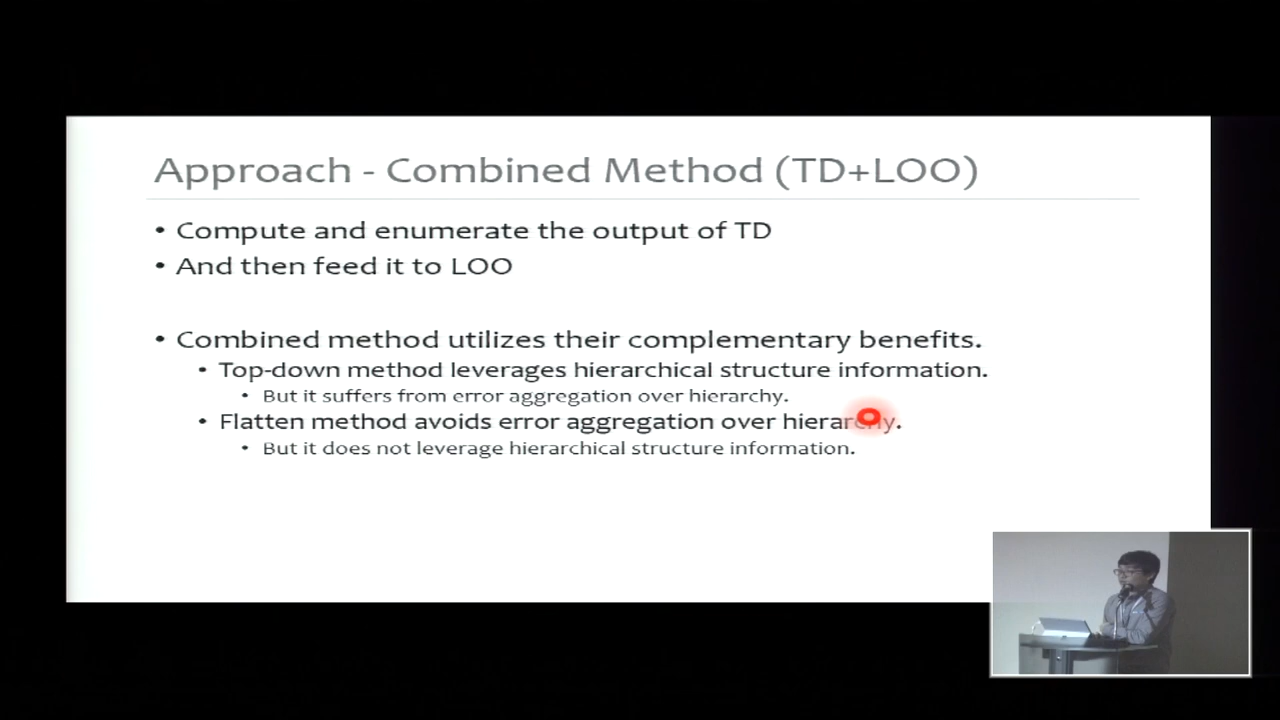 Approach - Combined Method (TD+LOO)
• Compute and enumerate the output of TD
• And then feed it to LOO
• Combined method utilizes their complementary benefits.
• Top-down method leverages hierarchical structure information.
• But it suffers from error aggregation over hierarchy.
• Flatten method avoids error aggregation over hierarchy.
• But it does not leverage hierarchical structure information.